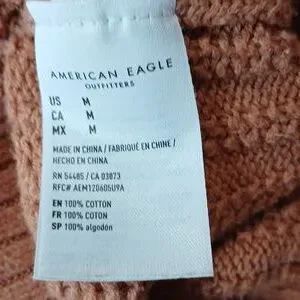 AMERICAN EAGLE
OUTFITTERS
US M
CA M
MX M
MADE IN CHINA / FABRIQUÉ EN CHINE /
HECHO EN CHINA
RN 54485 / CA 03873
RFC# AEM120605U9A
EN 100% COTTON
FR 100% COTON
SP 100% algodón